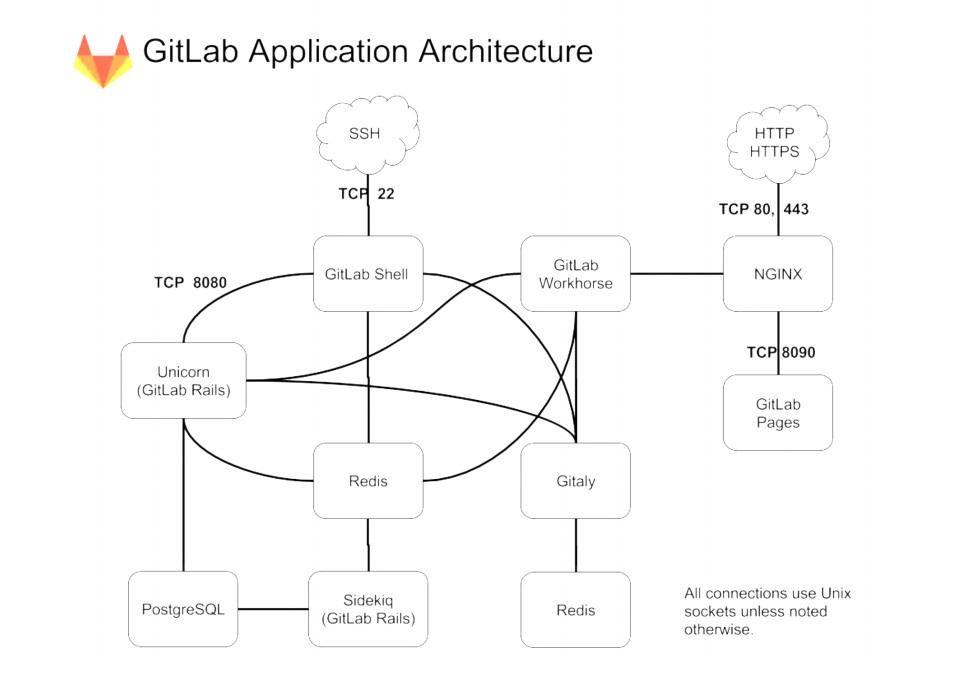 GitLab Application Architecture
SSH
HTTP
HTTPS
TCP 22
TCP 80, 443
GitLab Shell
GitLab
Workhorse
NGINX
TCP 8080
TCP 8090
Unicorn
(GitLab Rails)
GitLab
Pages
Redis
Gitaly
PostgreSQL
Sidekiq
(GitLab Rails)
Redis
All connections use Unix
sockets unless noted
otherwise.